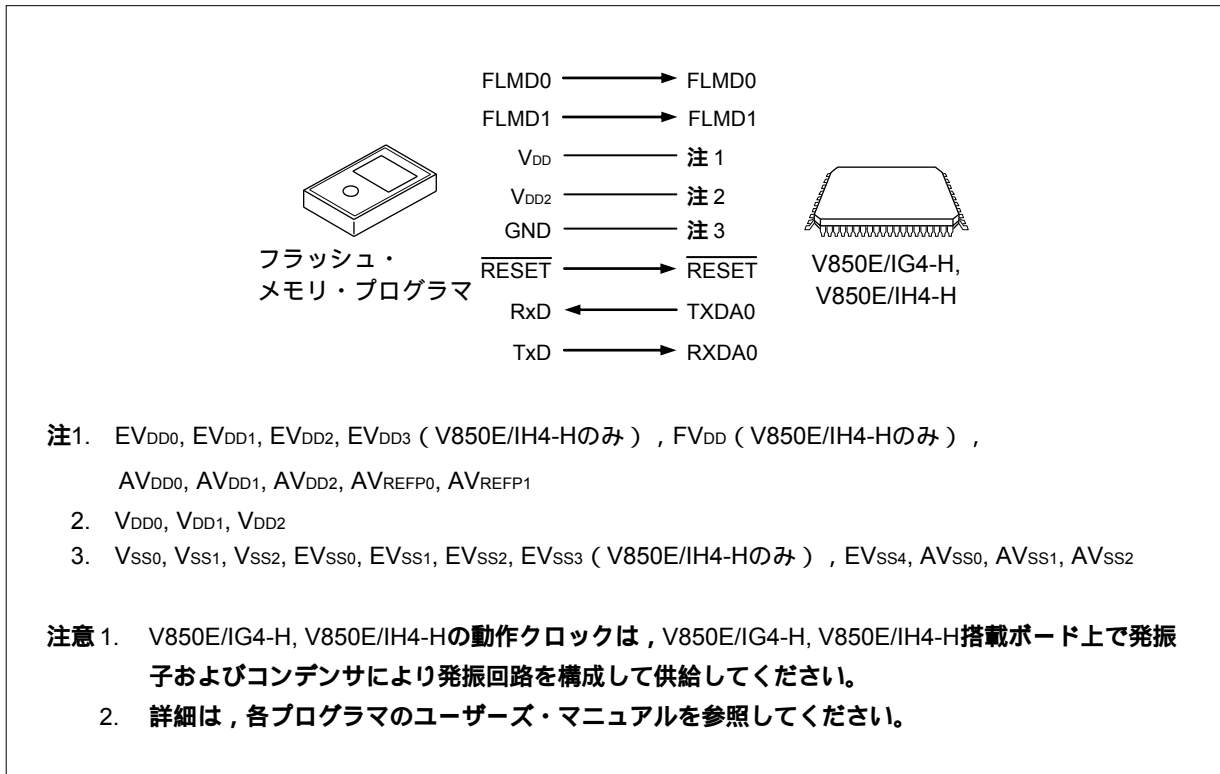 FLMD0 FLMD0
FLMD1 FLMD1
VDD 注1
VDD2 注2
GND 注3
RESET RESET
RxD TXDA0
TxD RXDA0
フラッシュ・
メモリ・プログラマ
V850E/IG4-H,
V850E/IH4-H
注1. EVDD0, EVDD1, EVDD2, EVDD3（V850E/IH4-Hのみ）, FVDD（V850E/IH4-Hのみ）,
AVDD0, AVDD1, AVDD2, AVREFP0, AVREFP1
2. VDD0, VDD1, VDD2
3. VSS0, VSS1, VSS2, EVSS0, EVSS1, EVSS2, EVSS3（V850E/IH4-Hのみ）, EVSS4, AVSS0, AVSS1, AVSS2
注意1. V850E/IG4-H, V850E/IH4-Hの動作クロックは，V850E/IG4-H, V850E/IH4-H搭載ボード上で発振
子およびコンデンサにより発振回路を構成して供給してください。
2. 詳細は，各プログラマのユーザーズ・マニュアルを参照してください。